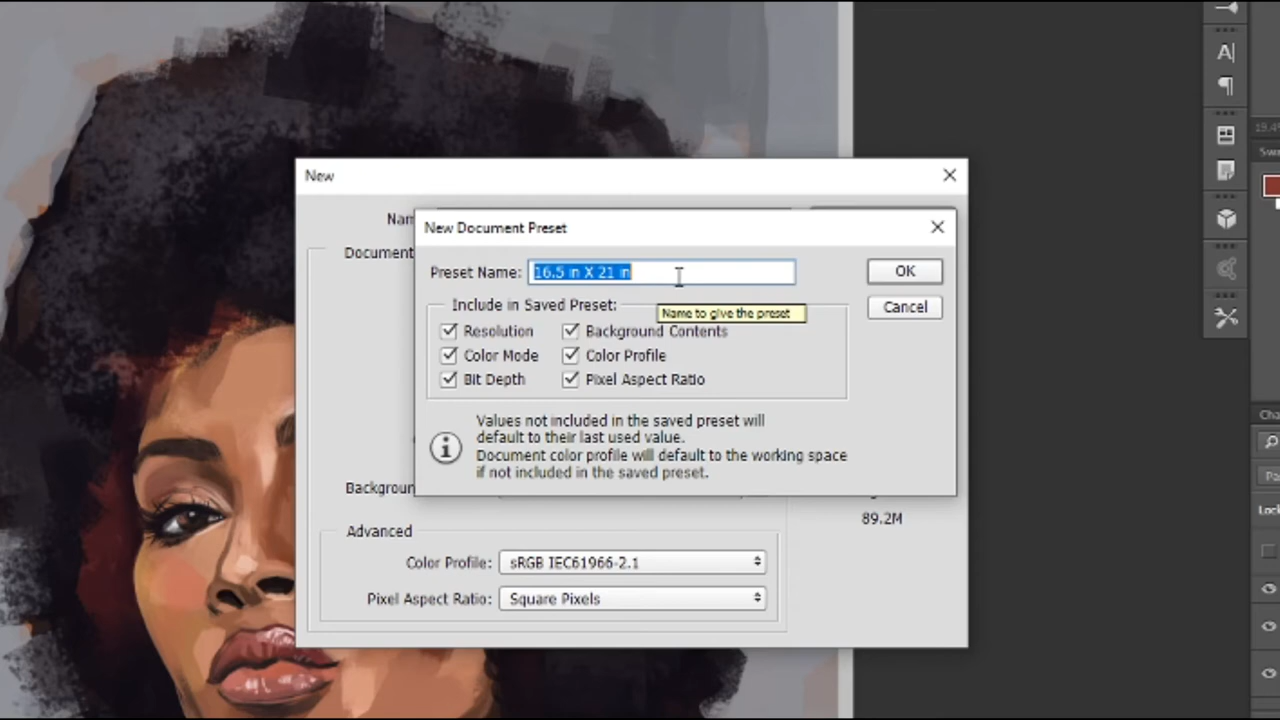 New
Nam
Document
New Document Preset
Preset Name: 16.5 in X 21 in
OK
Include in Saved Preset:
Name to give the preset
Cancel
Resolution
Background Contents
Color Mode
Color Profile
Bit Depth
Pixel Aspect Ratio
Values not included in the saved preset will
default to their last used value.
Document color profile will default to the working space
if not included in the saved preset.
Backgroun
89.2M
Advanced
Color Profile: sRGB IEC61966-2.1
Pixel Aspect Ratio: Square Pixels
A
Swa
Cha
Pa
Lock